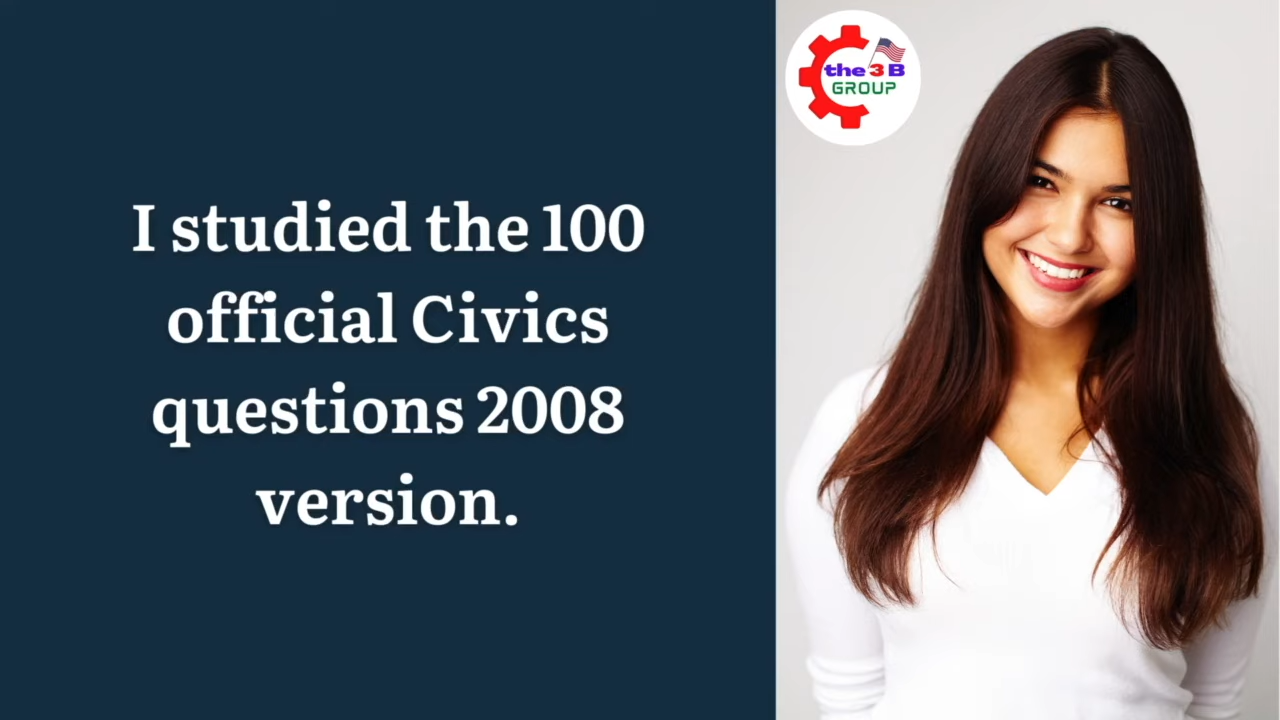 I studied the 100
official Civics
questions 2008
version.
the 3 B
GROUP